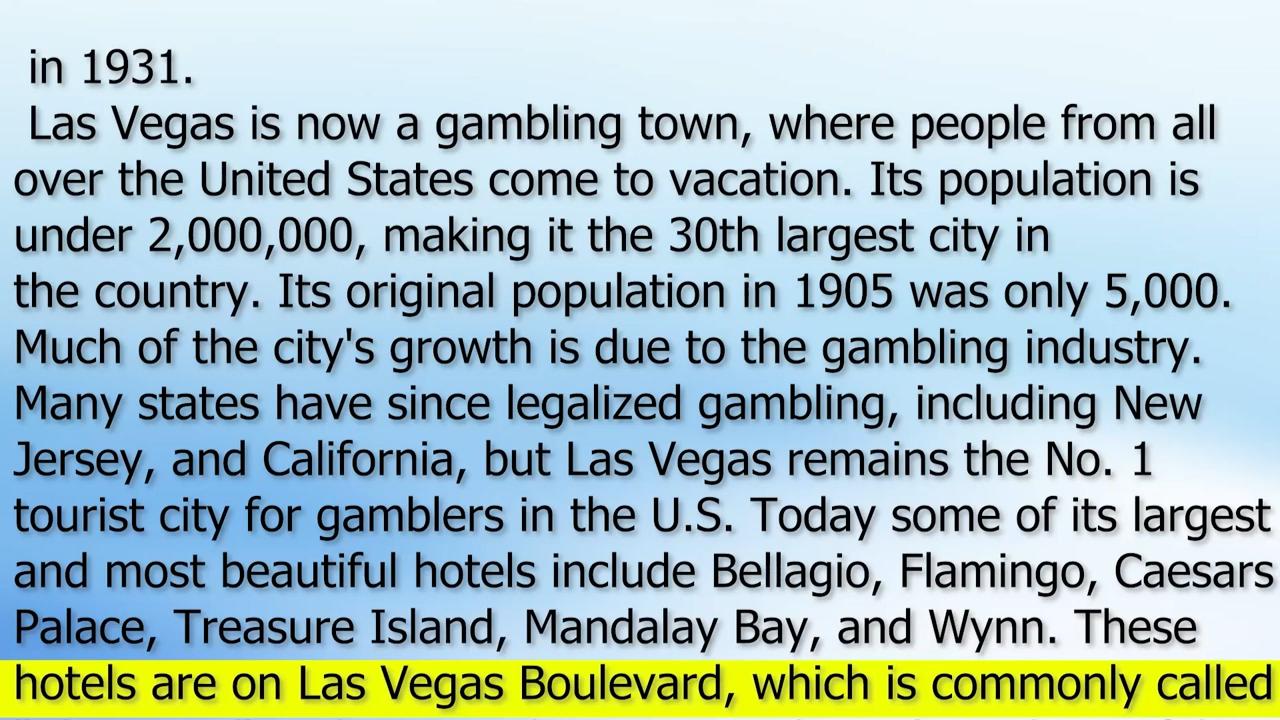 in 1931.
Las Vegas is now a gambling town, where people from all
over the United States come to vacation. Its population is
under 2,000,000, making it the 30th largest city in
the country. Its original population in 1905 was only 5,000.
Much of the city's growth is due to the gambling industry.
Many states have since legalized gambling, including New
Jersey, and California, but Las Vegas remains the No. 1
tourist city for gamblers in the U.S. Today some of its largest
and most beautiful hotels include Bellagio, Flamingo, Caesars
Palace, Treasure Island, Mandalay Bay, and Wynn. These
hotels are on Las Vegas Boulevard, which is commonly called